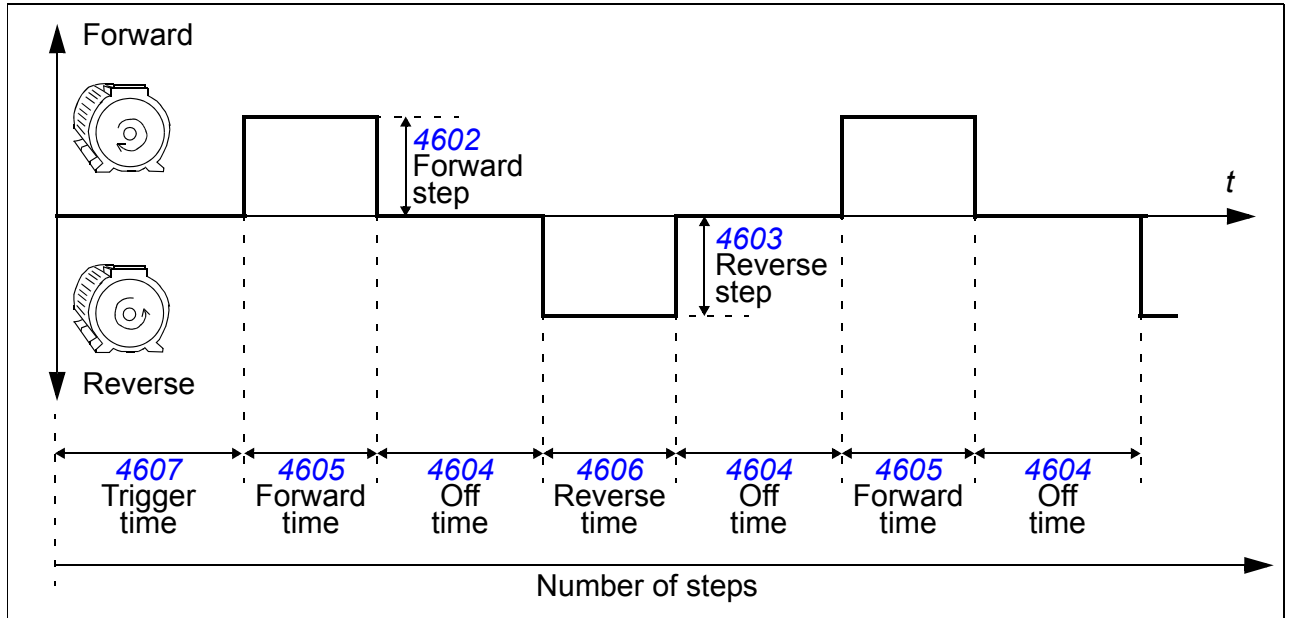 Forward
4602
Forward
step
t
4603
Reverse
step
Reverse
4607 4605 4604 4606 4604 4605 4604
Trigger Forward Off Reverse Off Forward Off
time time time time time time time
Number of steps